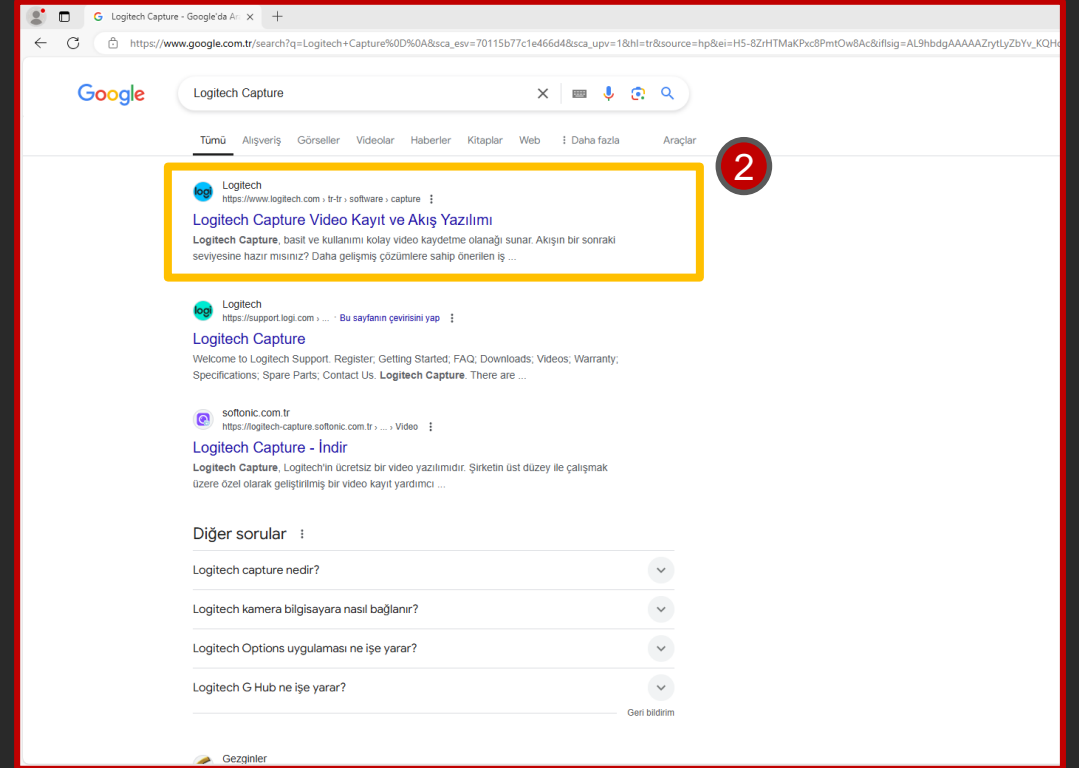 Logitech Capture - Google'da Ar
https://www.google.com.tr/search?q=Logitech+Capture%0D%0A&sca_esv=70115b77c1e466d4&sca_upv=1&hl=tr&source=hp&ei=H5-8ZrHTMaKPxc8PmtOw8Ac&iflsig=AL9hbdgAAAAAZrytLyZbYv_KQH
Google
Logitech Capture
Tümü Alışveriş Görseller Videolar Haberler Kitaplar Web Daha fazla Araçlar
2
logi
Logitech
https://www.logitech.com › tr-tr › software › capture
Logitech Capture Video Kayıt ve Akış Yazılımı
Logitech Capture, basit ve kullanımı kolay video kaydetme olanağı sunar. Akışın bir sonraki
seviyesine hazır mısınız? Daha gelişmiş çözümlere sahip önerilen iş ...
logi
Logitech
https://support.logi.com › ... · Bu sayfanın çevirisini yap
Logitech Capture
Welcome to Logitech Support. Register; Getting Started; FAQ; Downloads; Videos; Warranty;
Specifications; Spare Parts; Contact Us. Logitech Capture. There are ...
softonic.com.tr
https://logitech-capture.softonic.com.tr › ... › Video
Logitech Capture - İndir
Logitech Capture, Logitech'in ücretsiz bir video yazılımıdır. Şirketin üst düzey ile çalışmak
üzere özel olarak geliştirilmiş bir video kayıt yardımcı ...
Diğer sorular
Logitech capture nedir?
Logitech kamera bilgisayara nasıl bağlanır?
Logitech Options uygulaması ne işe yarar?
Logitech G Hub ne işe yarar?
Geri bildirim
Gezginler